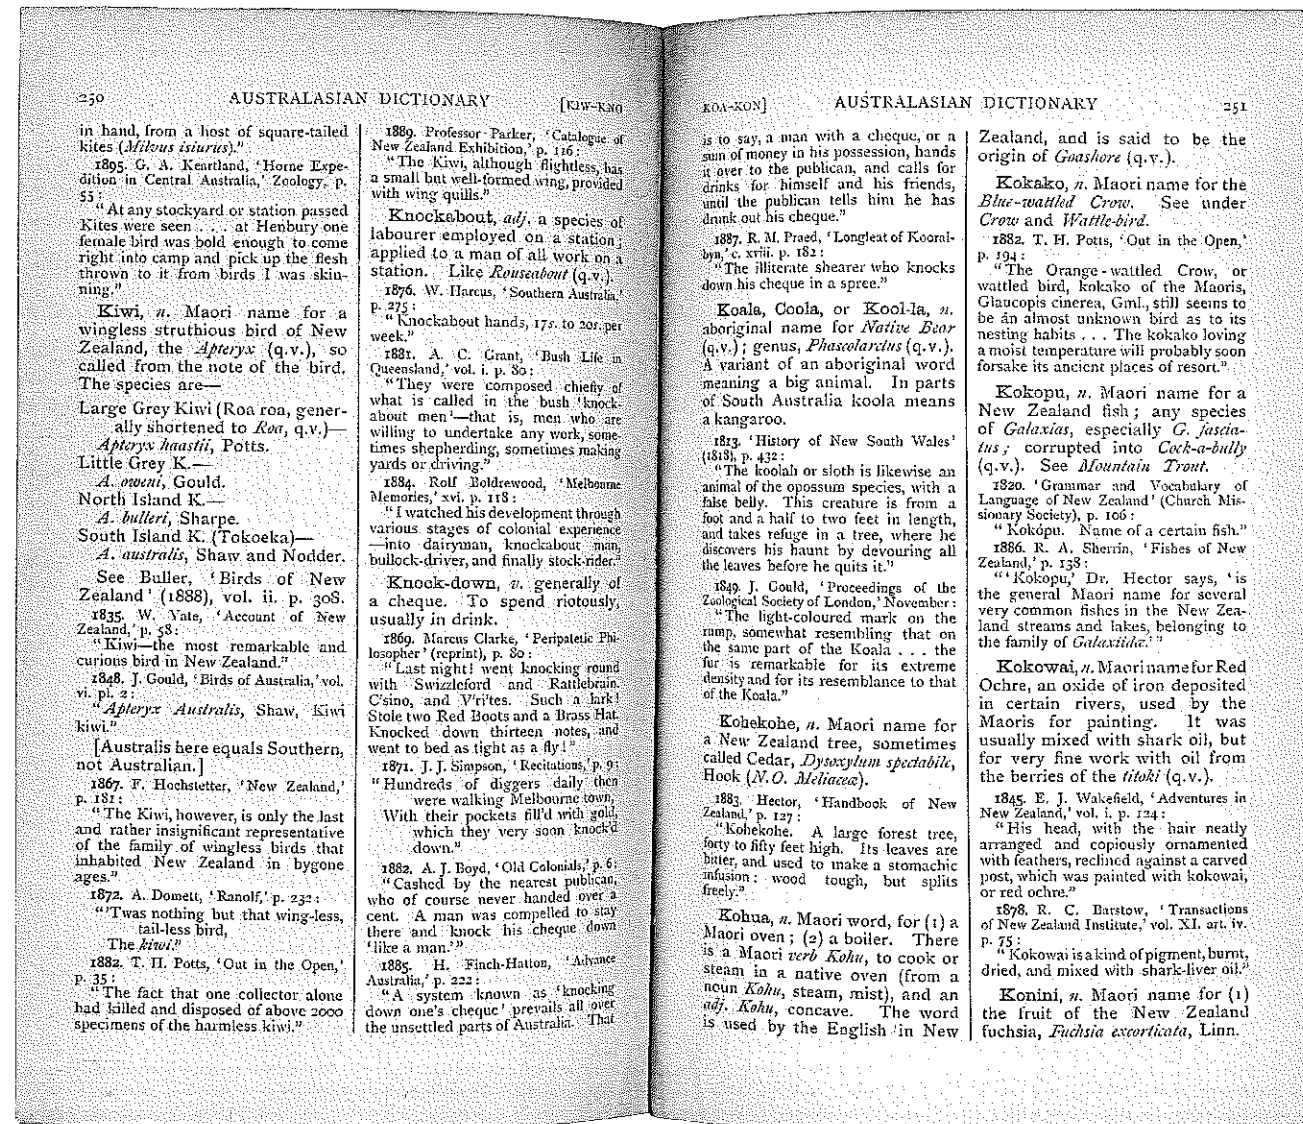 250 AUSTRALASIAN DICTIONARY [KIW-KNO
in hand, from a host of square-tailed
kites (Milvus isiurus)."
1895. G. A. Keartland, 'Horne Expe-
dition in Central Australia,' Zoology, p.
55:
"At any stockyard or station passed
Kites were seen . . . at Henbury one
female bird was bold enough to come
right into camp and pick up the flesh
thrown to it from birds I was skin-
ning."
Kiwi, n. Maori name for a
wingless struthious bird of New
Zealand, the Apteryx (q.v.), so
called from the note of the bird.
The species are—
Large Grey Kiwi (Roa roa, gener-
ally shortened to Roa, q.v.)—
Apteryx haastii, Potts.
Little Grey K.—
A. oweni, Gould.
North Island K.—
A. bulleri, Sharpe.
South Island K. (Tokoeka)—
A. australis, Shaw and Nodder.
See Buller, 'Birds of New
Zealand' (1888), vol. ii. p. 308.
1835. W. Yate, 'Account of New
Zealand,' p. 58:
"Kiwi—the most remarkable and
curious bird in New Zealand."
1848. J. Gould, 'Birds of Australia,' vol.
vi. pl. 2:
"Apteryx Australis, Shaw, Kiwi
kiwi."
[Australis here equals Southern,
not Australian.]
1867. F. Hochstetter, 'New Zealand,'
p. 181:
"The Kiwi, however, is only the last
and rather insignificant representative
of the family of wingless birds that
inhabited New Zealand in bygone
ages."
1872. A. Domett, 'Ranolf,' p. 232:
"'Twas nothing but that wing-less,
tail-less bird,
The kiwi."
1882. T. H. Potts, 'Out in the Open,'
p. 35:
"The fact that one collector alone
had killed and disposed of above 2000
specimens of the harmless kiwi."
1889. Professor Parker, 'Catalogue of
New Zealand Exhibition,' p. 116:
"The Kiwi, although flightless, has
a small but well-formed wing, provided
with wing quills."
Knockabout, adj. a species of
labourer employed on a station;
applied to a man of all work on a
station. Like Rouseabout (q.v.).
1876. W. Harcus, 'Southern Australia,'
p. 275:
"Knockabout hands, 17s. to 20s. per
week."
1881. A. C. Grant, 'Bush Life in
Queensland,' vol. i. p. 80:
"They were composed chiefly of
what is called in the bush 'knock-
about men'—that is, men who are
willing to undertake any work, some-
times shepherding, sometimes making
yards or driving."
1884. Rolf Boldrewood, 'Melbourne
Memories,' xvi. p. 118:
"I watched his development through
various stages of colonial experience
—into dairyman, knockabout man,
bullock-driver, and finally stock-rider."
Knock-down, v. generally of
a cheque. To spend riotously,
usually in drink.
1869. Marcus Clarke, 'Peripatetic Phi-
losopher' (reprint), p. 80:
"Last night! went knocking round
with Swizzleford and Rattlebrain.
C'sino, and V'ri'tes. Such a lark!
Stole two Red Boots and a Brass Hat.
Knocked down thirteen notes, and
went to bed as tight as a fly!"
1871. J. J. Simpson, 'Recitations,' p. 9:
"Hundreds of diggers daily then
were walking Melbourne town,
With their pockets fill'd with gold,
which they very soon knock'd
down."
1882. A. J. Boyd, 'Old Colonials,' p. 6:
"Cashed by the nearest publican,
who of course never handed over a
cent. A man was compelled to stay
there and knock his cheque down
'like a man.'"
1885. H. Finch-Hatton, 'Advance
Australia,' p. 222:
"A system known as 'knocking
down one's cheque' prevails all over
the unsettled parts of Australia. That
KOA-KON] AUSTRALASIAN DICTIONARY 251
is to say, a man with a cheque, or a
sum of money in his possession, hands
it over to the publican, and calls for
drinks for himself and his friends,
until the publican tells him he has
drunk out his cheque."
1887. R. M. Praed, 'Longleat of Kooral-
byn,' c. xviii. p. 182:
"The illiterate shearer who knocks
down his cheque in a spree."
Koala, Coola, or Kool-la, n.
aboriginal name for Native Bear
(q.v.); genus, Phascolarctus (q.v.).
A variant of an aboriginal word
meaning a big animal. In parts
of South Australia koola means
a kangaroo.
1813. 'History of New South Wales'
(1818), p. 432:
"The koolah or sloth is likewise an
animal of the opossum species, with a
false belly. This creature is from a
foot and a half to two feet in length,
and takes refuge in a tree, where he
discovers his haunt by devouring all
the leaves before he quits it."
1849. J. Gould, 'Proceedings of the
Zoological Society of London,' November:
"The light-coloured mark on the
rump, somewhat resembling that on
the same part of the Koala . . . the
fur is remarkable for its extreme
density and for its resemblance to that
of the Koala."
Kohekohe, n. Maori name for
a New Zealand tree, sometimes
called Cedar, Dysoxylum spectabile,
Hook (N.O. Meliaceæ).
1883. Hector, 'Handbook of New
Zealand,' p. 127:
"Kohekohe. A large forest tree,
forty to fifty feet high. Its leaves are
bitter, and used to make a stomachic
infusion: wood tough, but splits
freely."
Kohua, n. Maori word, for (1) a
Maori oven; (2) a boiler. There
is a Maori verb Kohu, to cook or
steam in a native oven (from a
noun Kohu, steam, mist), and an
adj. Kohu, concave. The word
is used by the English in New
Zealand, and is said to be the
origin of Goashore (q.v.).
Kokako, n. Maori name for the
Blue-wattled Crow. See under
Crow and Wattle-bird.
1882. T. H. Potts, 'Out in the Open,'
p. 194:
"The Orange-wattled Crow, or
wattled bird, kokako of the Maoris,
Glaucopis cinerea, Gml., still seems to
be an almost unknown bird as to its
nesting habits . . . The kokako loving
a moist temperature will probably soon
forsake its ancient places of resort."
Kokopu, n. Maori name for a
New Zealand fish; any species
of Galaxias, especially G. fascia-
tus; corrupted into Cock-a-bully
(q.v.). See Mountain Trout.
1820. 'Grammar and Vocabulary of
Language of New Zealand' (Church Mis-
sionary Society), p. 106:
"Kokópu. Name of a certain fish."
1886. R. A. Sherrin, 'Fishes of New
Zealand,' p. 138:
"'Kokopu,' Dr. Hector says, 'is
the general Maori name for several
very common fishes in the New Zea-
land streams and lakes, belonging to
the family of Galaxiidæ.'"
Kokowai, n. Maori name for Red
Ochre, an oxide of iron deposited
in certain rivers, used by the
Maoris for painting. It was
usually mixed with shark oil, but
for very fine work with oil from
the berries of the titoki (q.v.).
1845. E. J. Wakefield, 'Adventures in
New Zealand,' vol. i. p. 124:
"His head, with the hair neatly
arranged and copiously ornamented
with feathers, reclined against a carved
post, which was painted with kokowai,
or red ochre."
1878. R. C. Barstow, 'Transactions
of New Zealand Institute,' vol. XI. art. iv.
p. 75:
"Kokowai is a kind of pigment, burnt,
dried, and mixed with shark-liver oil."
Konini, n. Maori name for (1)
the fruit of the New Zealand
fuchsia, Fuchsia excorticata, Linn.